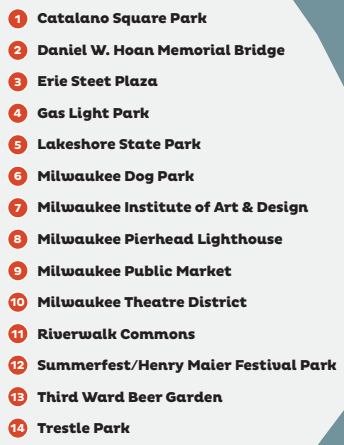 1 Catalano Square Park
2 Daniel W. Hoan Memorial Bridge
3 Erie Steet Plaza
4 Gas Light Park
5 Lakeshore State Park
6 Milwaukee Dog Park
7 Milwaukee Institute of Art & Design
8 Milwaukee Pierhead Lighthouse
9 Milwaukee Public Market
10 Milwaukee Theatre District
11 Riverwalk Commons
12 Summerfest/Henry Maier Festival Park
13 Third Ward Beer Garden
14 Trestle Park